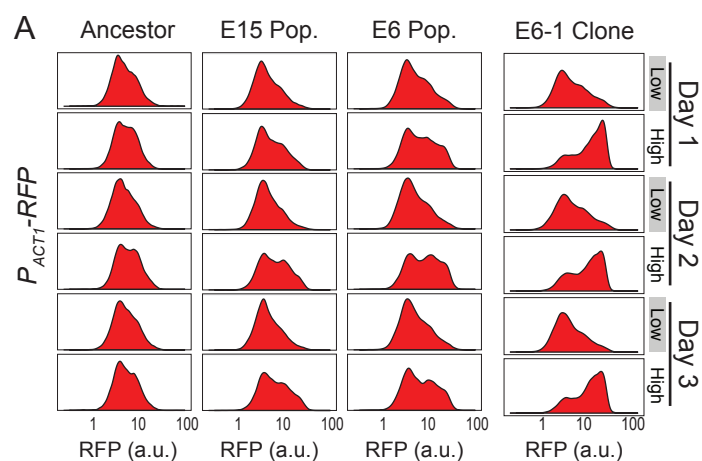 A
Ancestor
E15 Pop.
E6 Pop.
E6-1 Clone
P_ACT1-RFP
Low
High
Day 1
Low
High
Day 2
Low
High
Day 3
1 10 100
1 10 100
1 10 100
1 10 100
RFP (a.u.)
RFP (a.u.)
RFP (a.u.)
RFP (a.u.)